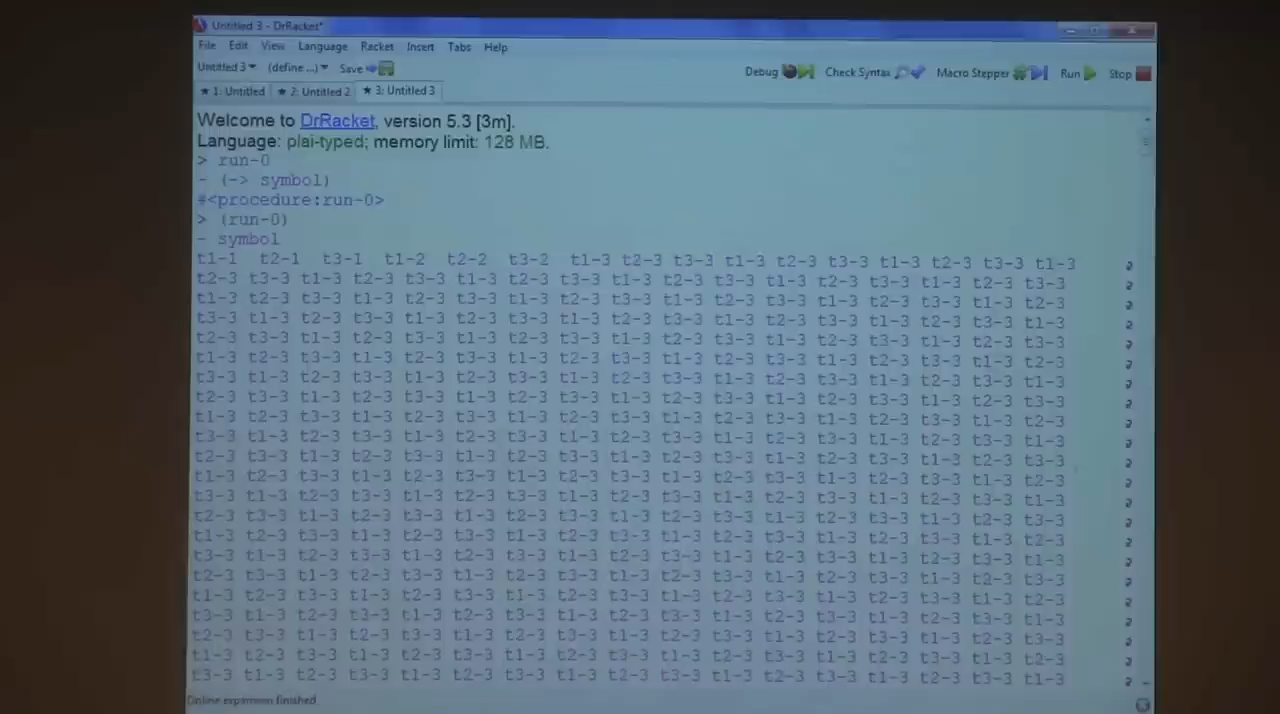 Untitled 3 - DrRacket*
File Edit View Language Racket Insert Tabs Help
Untitled 3 (define ...) Save Debug Check Syntax Macro Stepper Run Stop
1: Untitled 2: Untitled 2 3: Untitled 3
Welcome to DrRacket, version 5.3 [3m].
Language: plai-typed; memory limit: 128 MB.
> run-0
- (-> symbol)
#<procedure:run-0>
> (run-0)
- symbol
t1-1 t2-1 t3-1 t1-2 t2-2 t3-2 t1-3 t2-3 t3-3 t1-3 t2-3 t3-3 t1-3 t2-3 t3-3 t1-3
t2-3 t3-3 t1-3 t2-3 t3-3 t1-3 t2-3 t3-3 t1-3 t2-3 t3-3 t1-3 t2-3 t3-3 t1-3 t2-3 t3-3
t1-3 t2-3 t3-3 t1-3 t2-3 t3-3 t1-3 t2-3 t3-3 t1-3 t2-3 t3-3 t1-3 t2-3 t3-3 t1-3 t2-3
t3-3 t1-3 t2-3 t3-3 t1-3 t2-3 t3-3 t1-3 t2-3 t3-3 t1-3 t2-3 t3-3 t1-3 t2-3 t3-3 t1-3
t2-3 t3-3 t1-3 t2-3 t3-3 t1-3 t2-3 t3-3 t1-3 t2-3 t3-3 t1-3 t2-3 t3-3 t1-3 t2-3 t3-3
t1-3 t2-3 t3-3 t1-3 t2-3 t3-3 t1-3 t2-3 t3-3 t1-3 t2-3 t3-3 t1-3 t2-3 t3-3 t1-3 t2-3
t3-3 t1-3 t2-3 t3-3 t1-3 t2-3 t3-3 t1-3 t2-3 t3-3 t1-3 t2-3 t3-3 t1-3 t2-3 t3-3 t1-3
t2-3 t3-3 t1-3 t2-3 t3-3 t1-3 t2-3 t3-3 t1-3 t2-3 t3-3 t1-3 t2-3 t3-3 t1-3 t2-3 t3-3
t1-3 t2-3 t3-3 t1-3 t2-3 t3-3 t1-3 t2-3 t3-3 t1-3 t2-3 t3-3 t1-3 t2-3 t3-3 t1-3 t2-3
t3-3 t1-3 t2-3 t3-3 t1-3 t2-3 t3-3 t1-3 t2-3 t3-3 t1-3 t2-3 t3-3 t1-3 t2-3 t3-3 t1-3
t2-3 t3-3 t1-3 t2-3 t3-3 t1-3 t2-3 t3-3 t1-3 t2-3 t3-3 t1-3 t2-3 t3-3 t1-3 t2-3 t3-3
t1-3 t2-3 t3-3 t1-3 t2-3 t3-3 t1-3 t2-3 t3-3 t1-3 t2-3 t3-3 t1-3 t2-3 t3-3 t1-3 t2-3
t3-3 t1-3 t2-3 t3-3 t1-3 t2-3 t3-3 t1-3 t2-3 t3-3 t1-3 t2-3 t3-3 t1-3 t2-3 t3-3 t1-3
t2-3 t3-3 t1-3 t2-3 t3-3 t1-3 t2-3 t3-3 t1-3 t2-3 t3-3 t1-3 t2-3 t3-3 t1-3 t2-3 t3-3
t1-3 t2-3 t3-3 t1-3 t2-3 t3-3 t1-3 t2-3 t3-3 t1-3 t2-3 t3-3 t1-3 t2-3 t3-3 t1-3 t2-3
t3-3 t1-3 t2-3 t3-3 t1-3 t2-3 t3-3 t1-3 t2-3 t3-3 t1-3 t2-3 t3-3 t1-3 t2-3 t3-3 t1-3
t2-3 t3-3 t1-3 t2-3 t3-3 t1-3 t2-3 t3-3 t1-3 t2-3 t3-3 t1-3 t2-3 t3-3 t1-3 t2-3 t3-3
t1-3 t2-3 t3-3 t1-3 t2-3 t3-3 t1-3 t2-3 t3-3 t1-3 t2-3 t3-3 t1-3 t2-3 t3-3 t1-3 t2-3
t3-3 t1-3 t2-3 t3-3 t1-3 t2-3 t3-3 t1-3 t2-3 t3-3 t1-3 t2-3 t3-3 t1-3 t2-3 t3-3 t1-3
t2-3 t3-3 t1-3 t2-3 t3-3 t1-3 t2-3 t3-3 t1-3 t2-3 t3-3 t1-3 t2-3 t3-3 t1-3 t2-3 t3-3
t1-3 t2-3 t3-3 t1-3 t2-3 t3-3 t1-3 t2-3 t3-3 t1-3 t2-3 t3-3 t1-3 t2-3 t3-3 t1-3 t2-3
t3-3 t1-3 t2-3 t3-3 t1-3 t2-3 t3-3 t1-3 t2-3 t3-3 t1-3 t2-3 t3-3 t1-3 t2-3 t3-3 t1-3
Online expansion finished